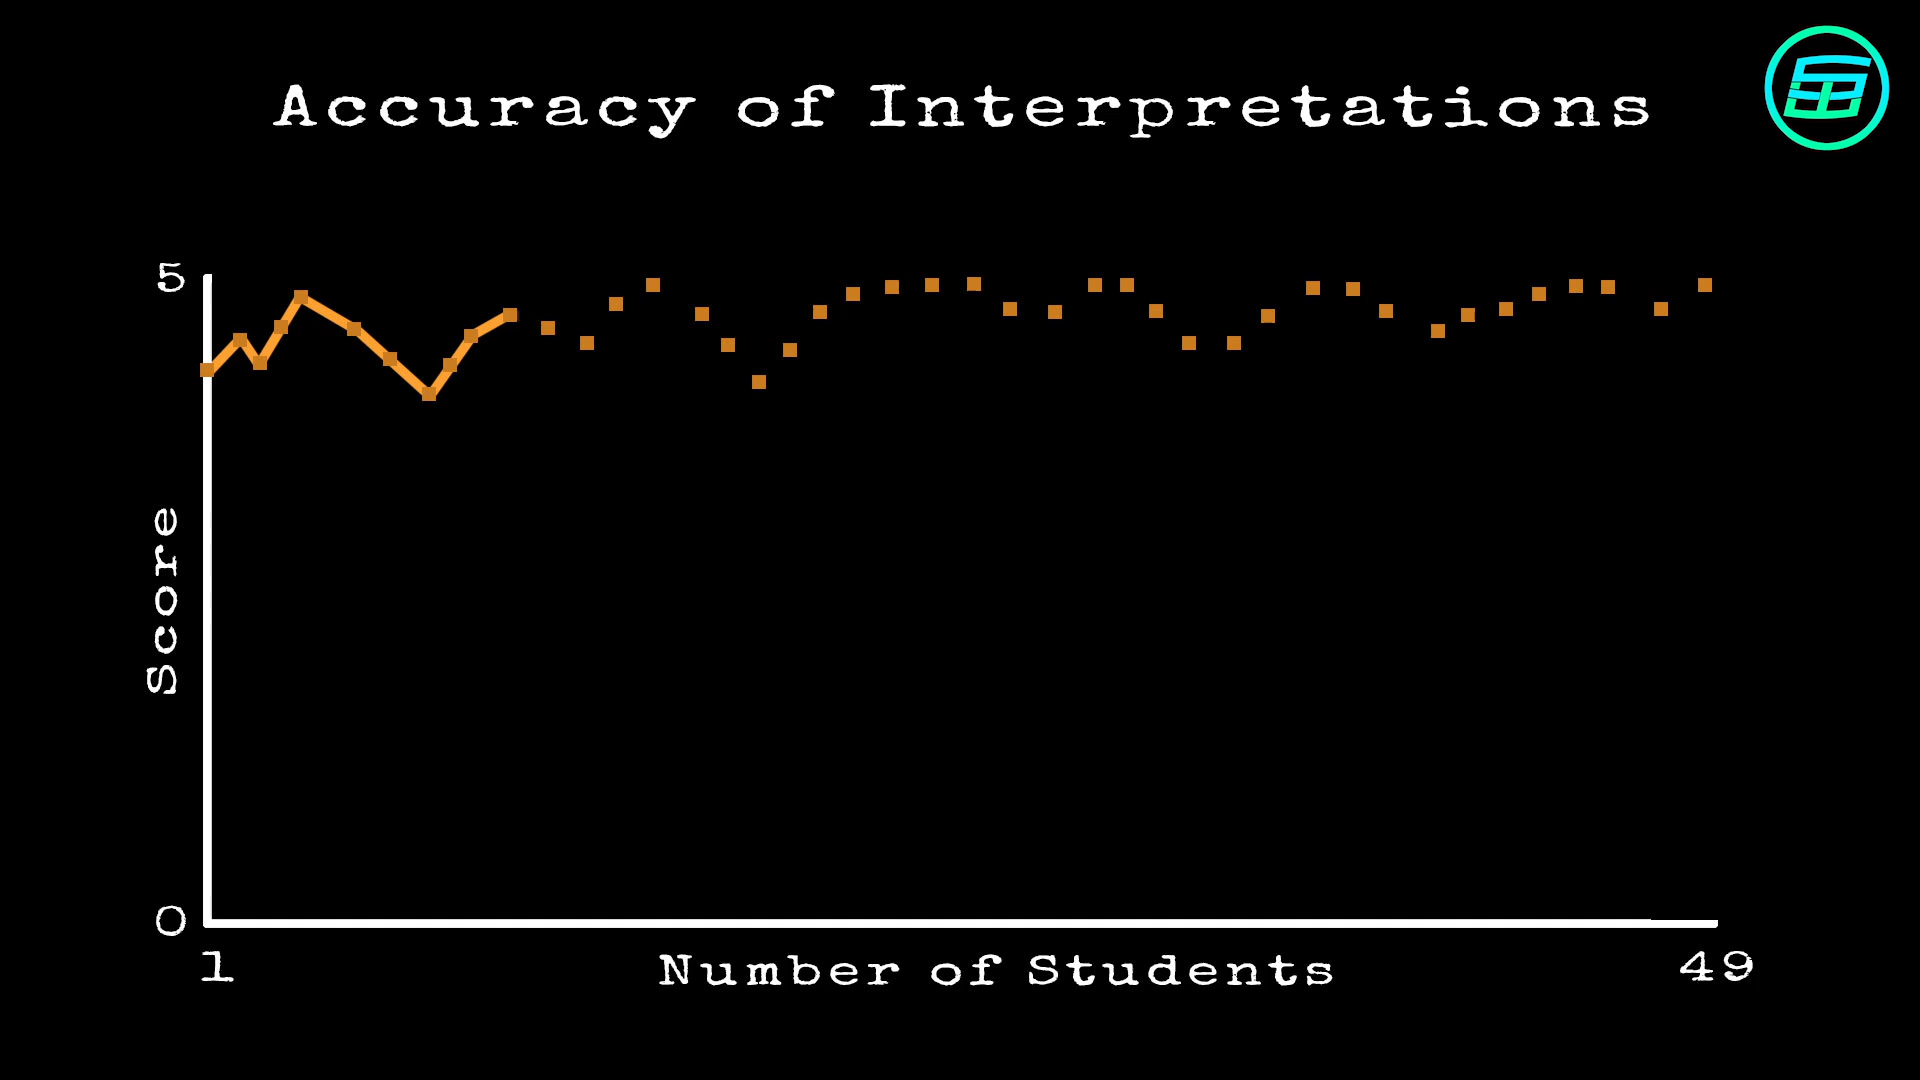 Accuracy of Interpretations
5
Score
0
1
Number of Students
49